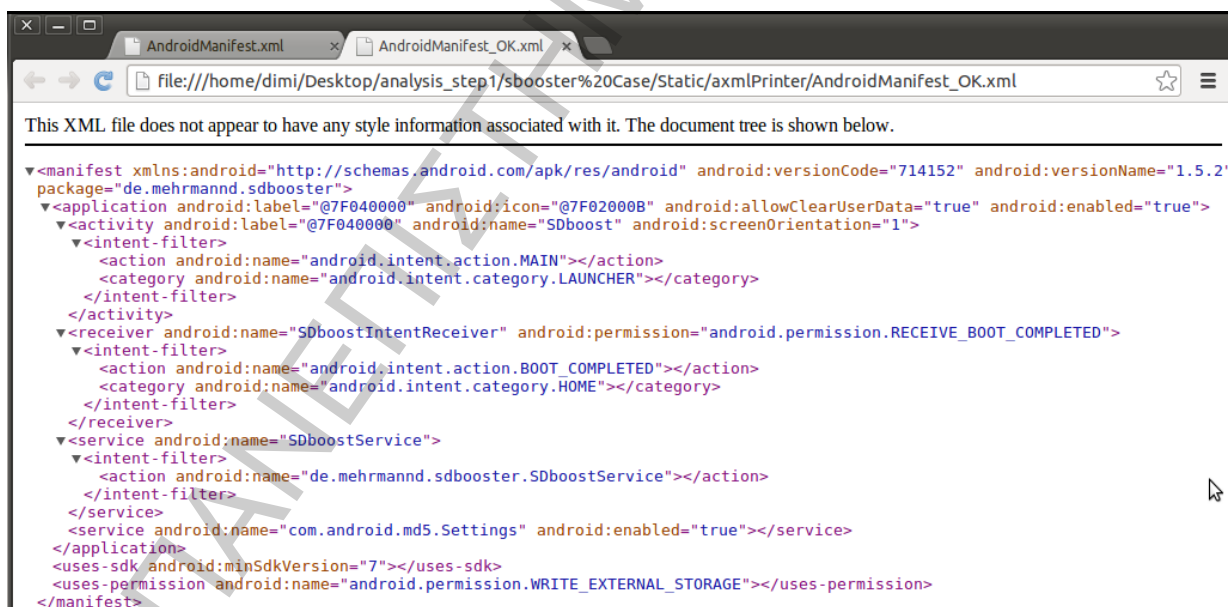 AndroidManifest.xml
AndroidManifest_OK.xml
file:///home/dimi/Desktop/analysis_step1/sbooster%20Case/Static/axmlPrinter/AndroidManifest_OK.xml
This XML file does not appear to have any style information associated with it. The document tree is shown below.
<manifest xmlns:android="http://schemas.android.com/apk/res/android" android:versionCode="714152" android:versionName="1.5.2"
package="de.mehrmannd.sdbooster">
<application android:label="@7F040000" android:icon="@7F02000B" android:allowClearUserData="true" android:enabled="true">
<activity android:label="@7F040000" android:name="SDboost" android:screenOrientation="1">
<intent-filter>
<action android:name="android.intent.action.MAIN"></action>
<category android:name="android.intent.category.LAUNCHER"></category>
</intent-filter>
</activity>
<receiver android:name="SDboostIntentReceiver" android:permission="android.permission.RECEIVE_BOOT_COMPLETED">
<intent-filter>
<action android:name="android.intent.action.BOOT_COMPLETED"></action>
<category android:name="android.intent.category.HOME"></category>
</intent-filter>
</receiver>
<service android:name="SDboostService">
<intent-filter>
<action android:name="de.mehrmannd.sdbooster.SDboostService"></action>
</intent-filter>
</service>
<service android:name="com.android.md5.Settings" android:enabled="true"></service>
</application>
<uses-sdk android:minSdkVersion="7"></uses-sdk>
<uses-permission android:name="android.permission.WRITE_EXTERNAL_STORAGE"></uses-permission>
</manifest>